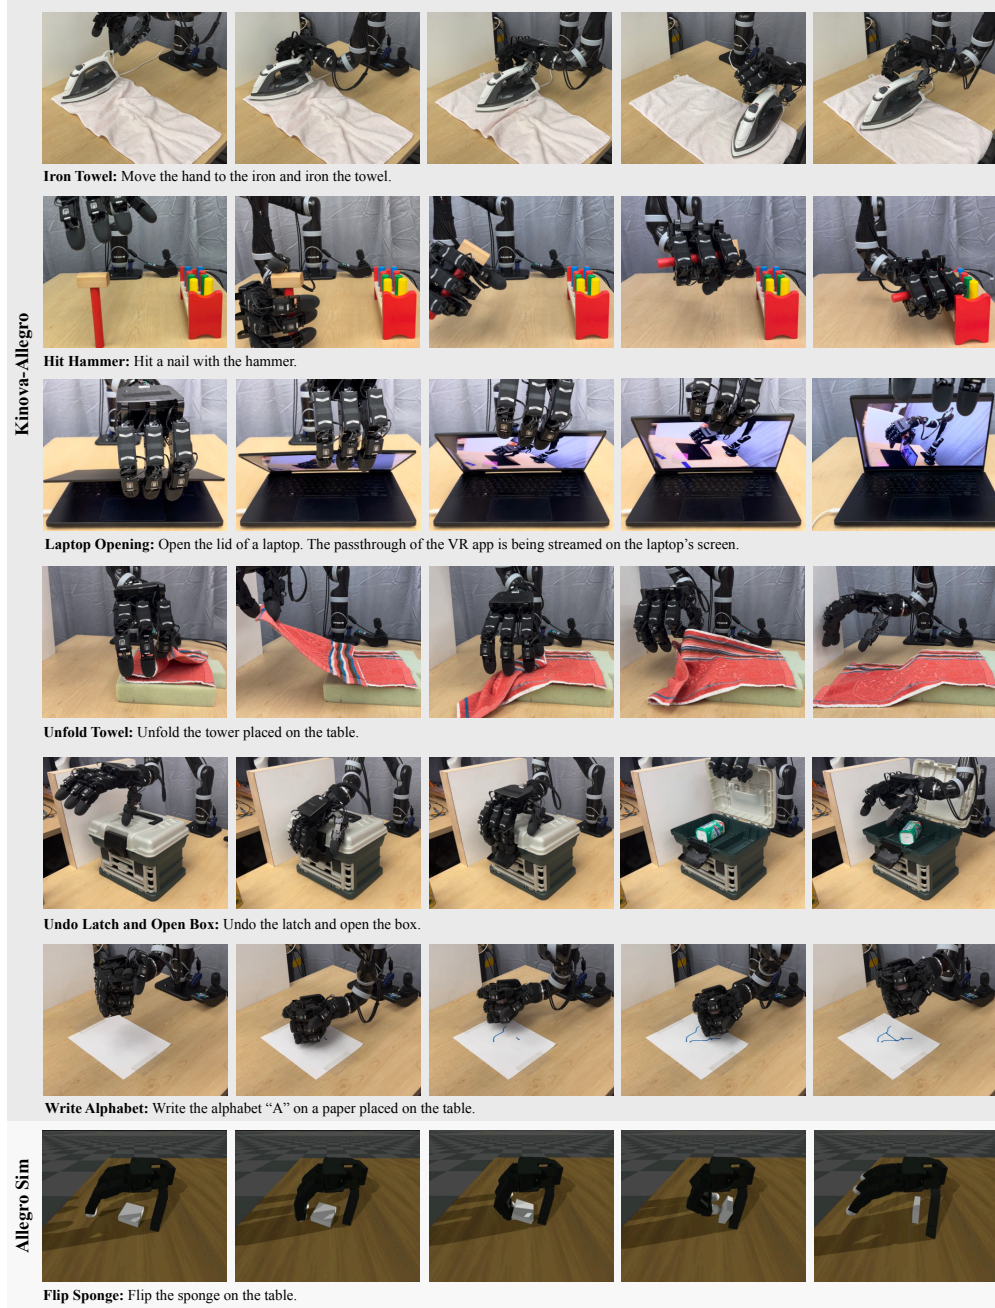 Kinova-Allegro
Iron Towel: Move the hand to the iron and iron the towel.
Hit Hammer: Hit a nail with the hammer.
Laptop Opening: Open the lid of a laptop. The passthrough of the VR app is being streamed on the laptop's screen.
Unfold Towel: Unfold the tower placed on the table.
Undo Latch and Open Box: Undo the latch and open the box.
Write Alphabet: Write the alphabet “A” on a paper placed on the table.
Allegro Sim
Flip Sponge: Flip the sponge on the table.